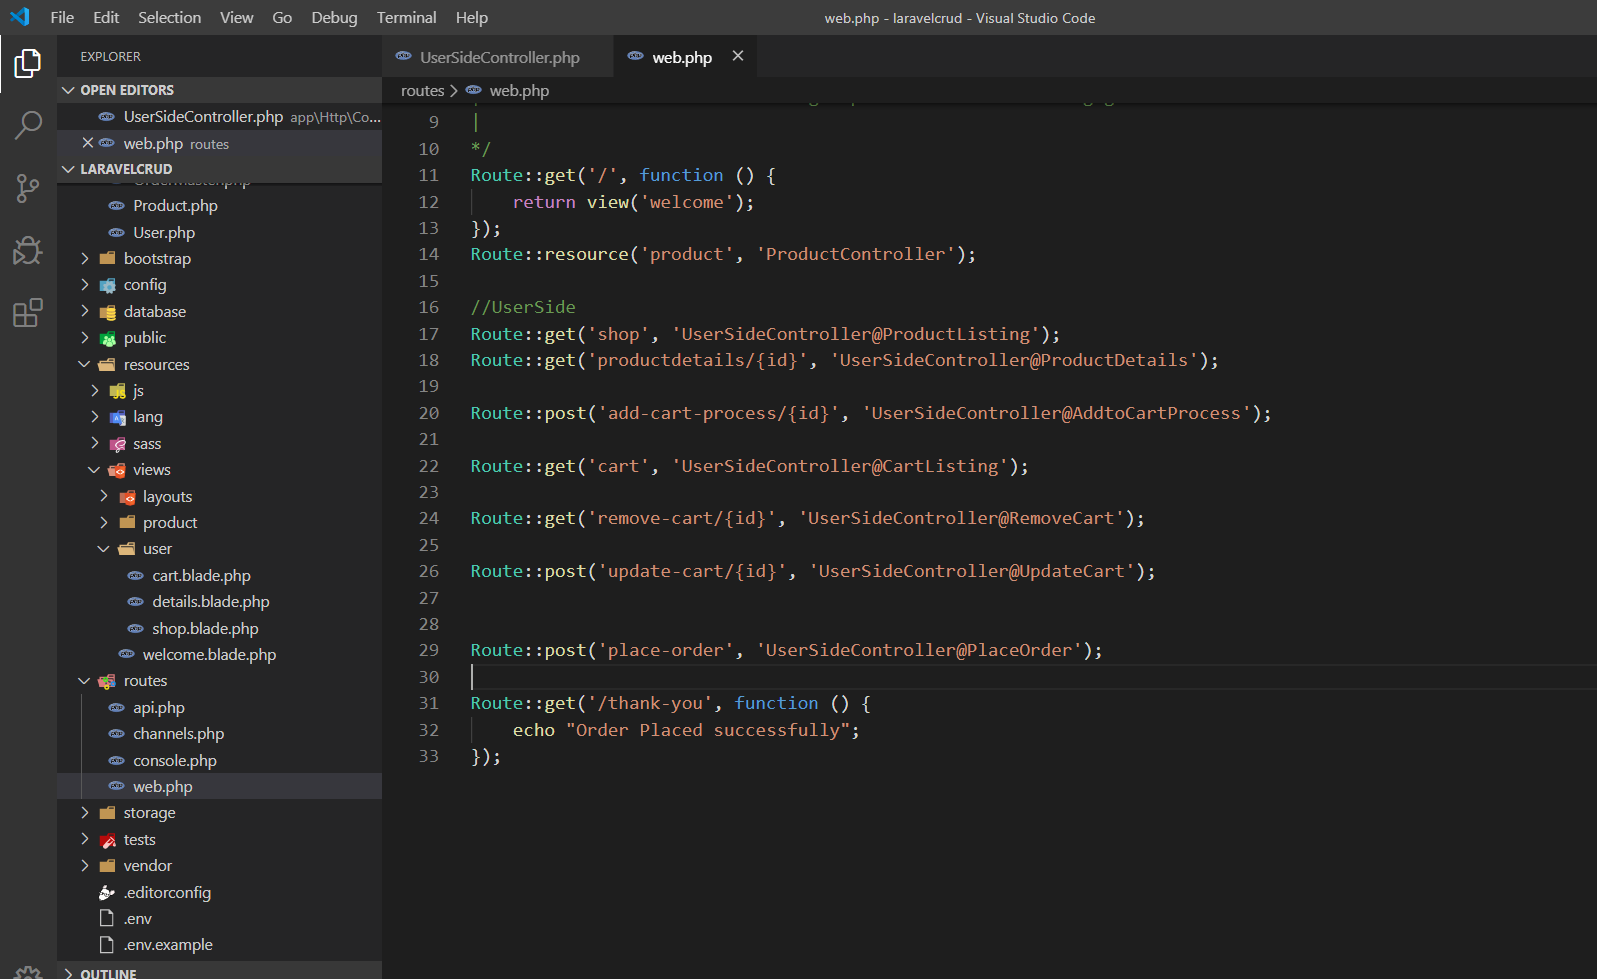 File Edit Selection View Go Debug Terminal Help
web.php - laravelcrud - Visual Studio Code
EXPLORER
OPEN EDITORS
UserSideController.php app\Http\Co...
web.php routes
LARAVELCRUD
Product.php
User.php
bootstrap
config
database
public
resources
js
lang
sass
views
layouts
product
user
cart.blade.php
details.blade.php
shop.blade.php
welcome.blade.php
routes
api.php
channels.php
console.php
web.php
storage
tests
vendor
.editorconfig
.env
.env.example
OUTLINE
UserSideController.php
web.php
routes > web.php
9 |
10 */
11 Route::get('/', function () {
12     return view('welcome');
13 });
14 Route::resource('product', 'ProductController');
15
16 //UserSide
17 Route::get('shop', 'UserSideController@ProductListing');
18 Route::get('productdetails/{id}', 'UserSideController@ProductDetails');
19
20 Route::post('add-cart-process/{id}', 'UserSideController@AddtoCartProcess');
21
22 Route::get('cart', 'UserSideController@CartListing');
23
24 Route::get('remove-cart/{id}', 'UserSideController@RemoveCart');
25
26 Route::post('update-cart/{id}', 'UserSideController@UpdateCart');
27
28
29 Route::post('place-order', 'UserSideController@PlaceOrder');
30
31 Route::get('/thank-you', function () {
32     echo "Order Placed successfully";
33 });